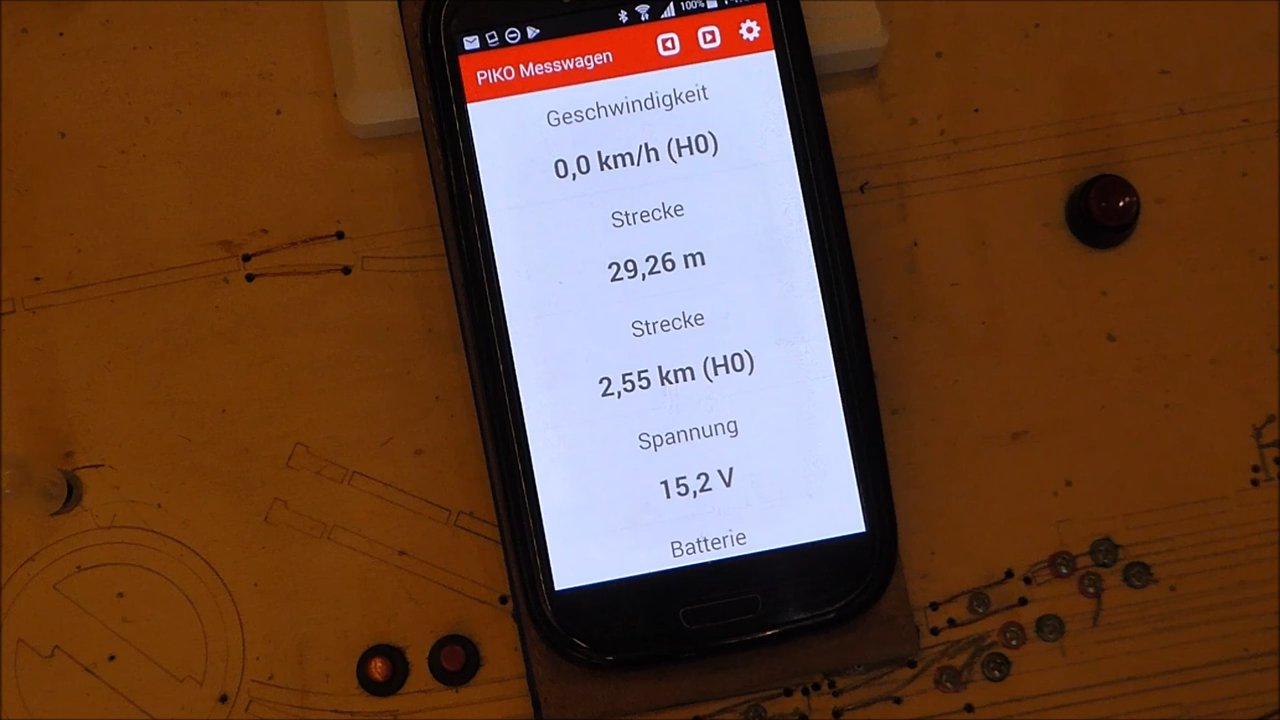 100%
PIKO Messwagen
Geschwindigkeit
0,0 km/h (H0)
Strecke
29,26 m
Strecke
2,55 km (H0)
Spannung
15,2 V
Batterie